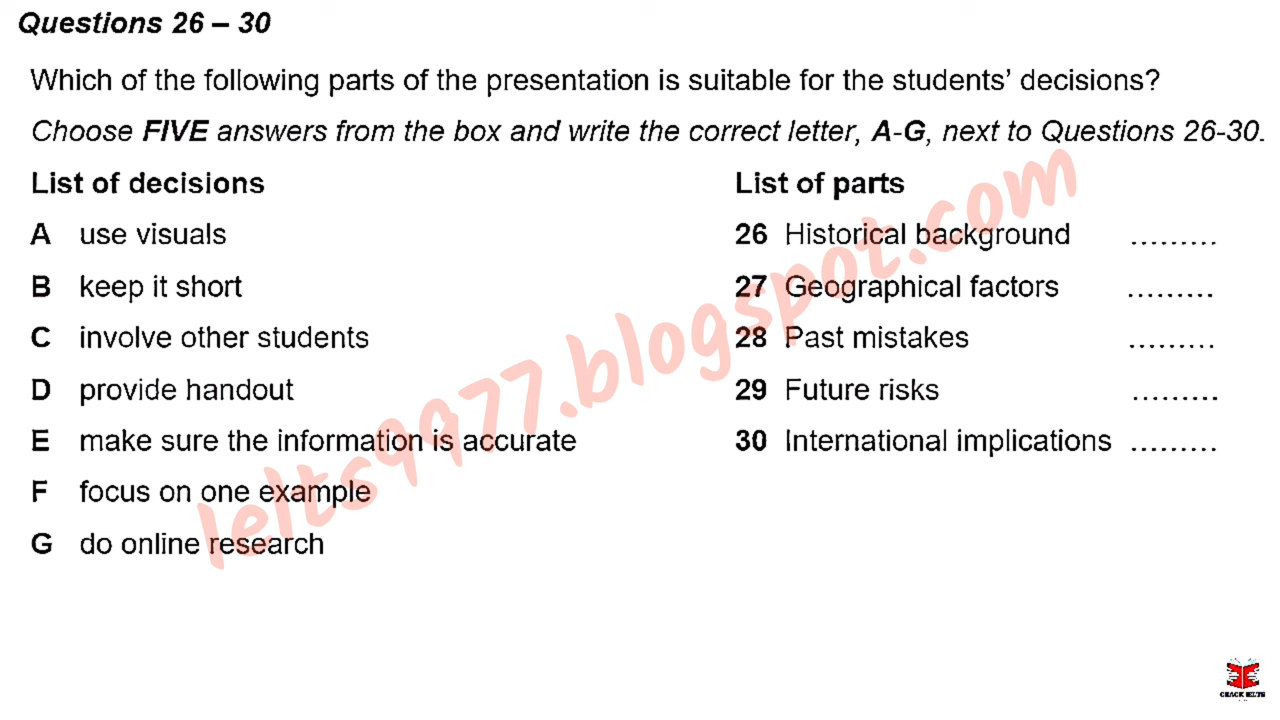 Questions 26 – 30
Which of the following parts of the presentation is suitable for the students' decisions?
Choose FIVE answers from the box and write the correct letter, A-G, next to Questions 26-30.
List of decisions
A use visuals
B keep it short
C involve other students
D provide handout
E make sure the information is accurate
F focus on one example
G do online research
List of parts
26 Historical background ………
27 Geographical factors ………
28 Past mistakes ………
29 Future risks ………
30 International implications ………
Ielts9977.blogspot.com
CRACK IELTS